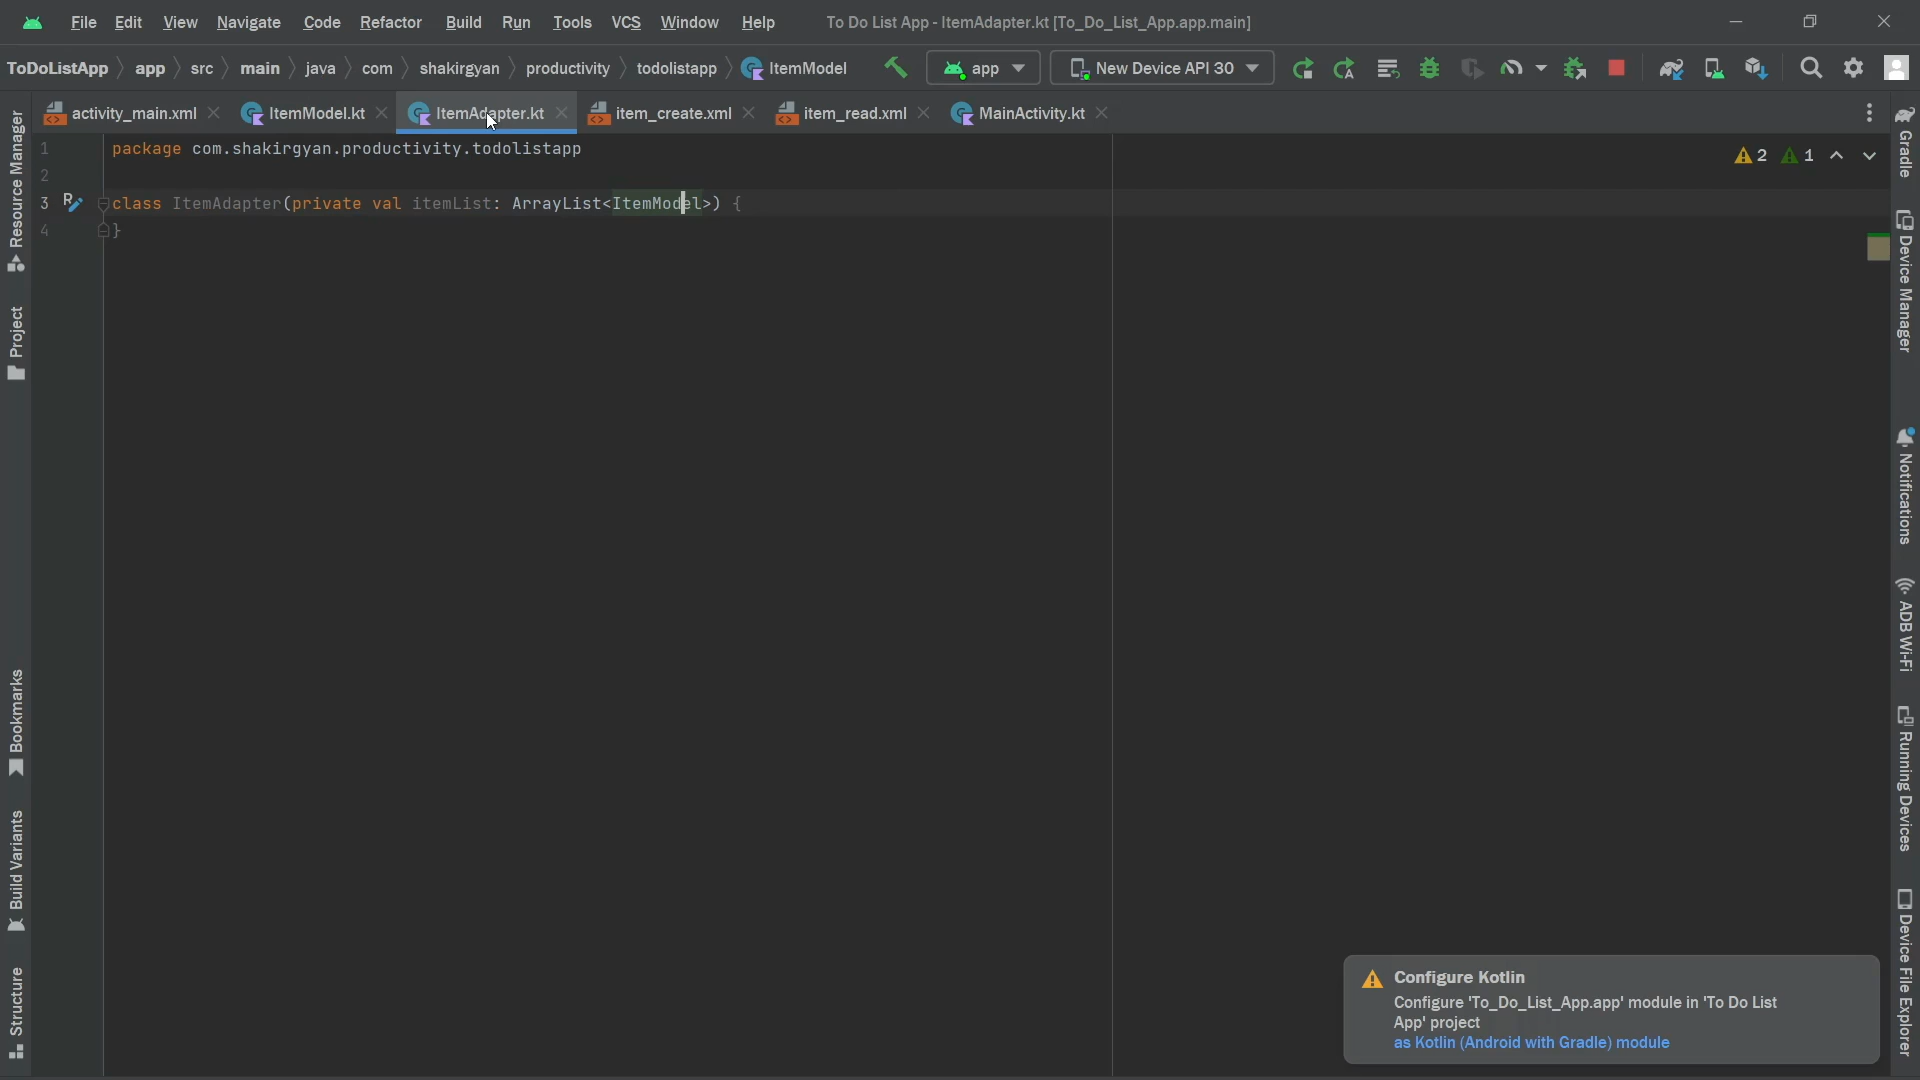 File Edit View Navigate Code Refactor Build Run Tools VCS Window Help To Do List App - ItemAdapter.kt [To_Do_List_App.app.main]
ToDoListApp app src main java com shakirgyan productivity todolistapp ItemModel app New Device API 30
activity_main.xml ItemModel.kt ItemAdapter.kt item_create.xml item_read.xml MainActivity.kt
1 package com.shakirgyan.productivity.todolistapp
2 1
2
3 class ItemAdapter(private val itemList: ArrayList<ItemModel>) {
4 }
Resource Manager
Project
Bookmarks
Build Variants
Structure
Gradle
Device Manager
Notifications
ADB Wi-Fi
Running Devices
Device File Explorer
Configure Kotlin
Configure 'To_Do_List_App.app' module in 'To Do List
App' project
as Kotlin (Android with Gradle) module